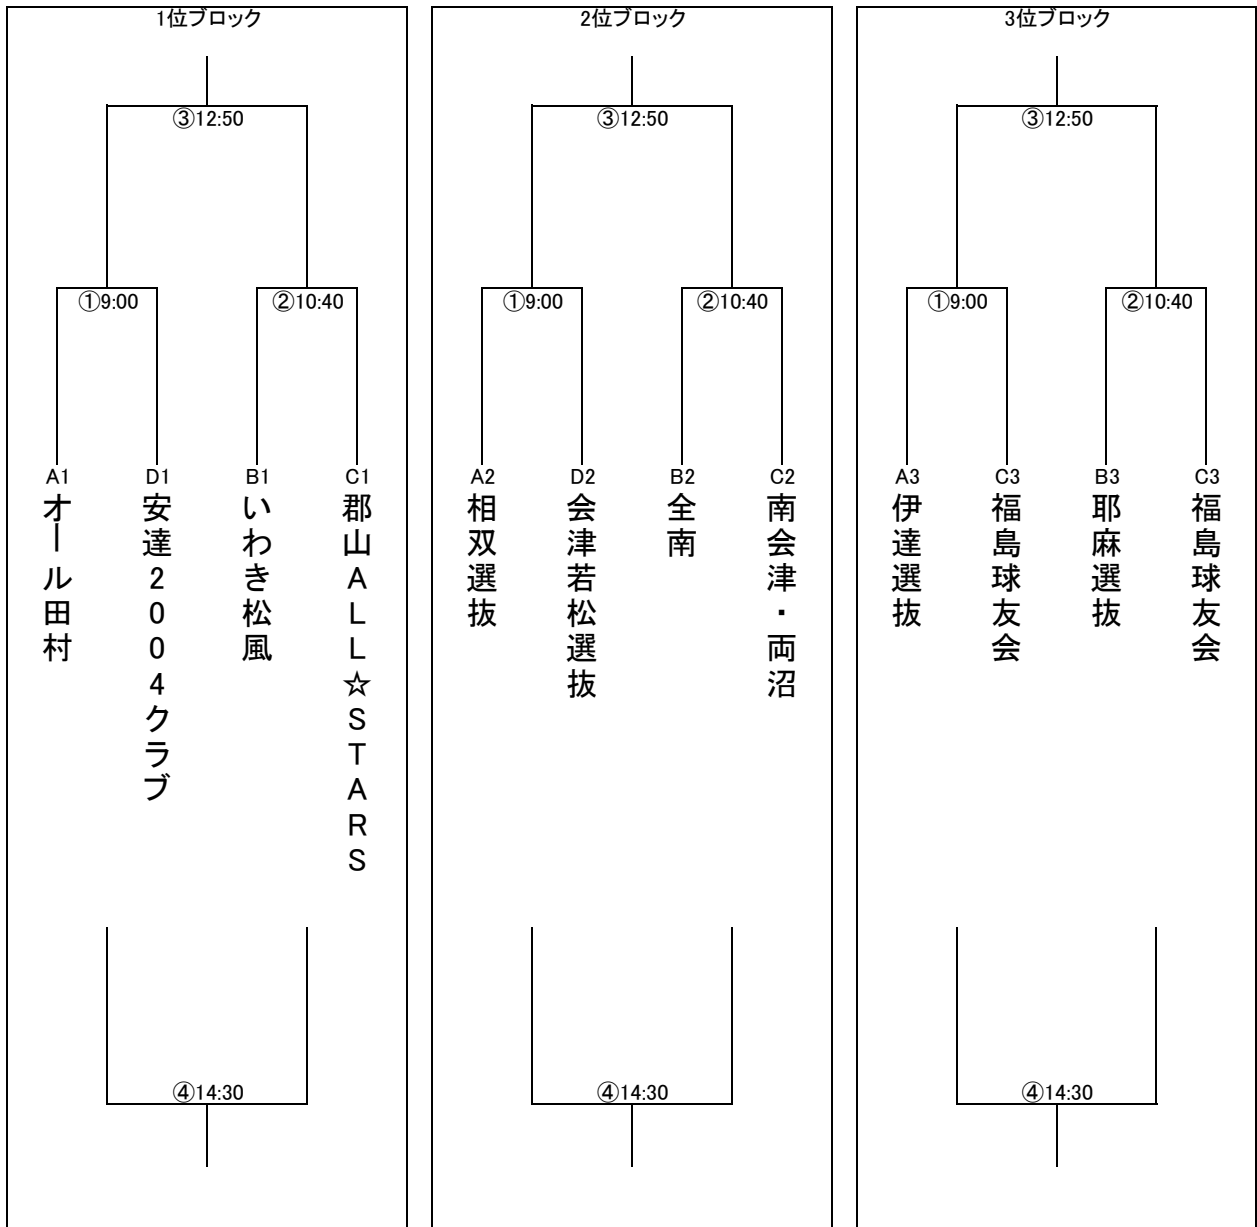 1位ブロック
③12:50
①9:00
②10:40
A1
オール田村
D1
安達2004クラブ
B1
いわき松風
C1
郡山ALL☆STARS
④14:30
2位ブロック
③12:50
①9:00
②10:40
A2
相双選抜
D2
会津若松選抜
B2
全南
C2
南会津・両沼
④14:30
3位ブロック
③12:50
①9:00
②10:40
A3
伊達選抜
C3
福島球友会
B3
耶麻選抜
C3
福島球友会
④14:30